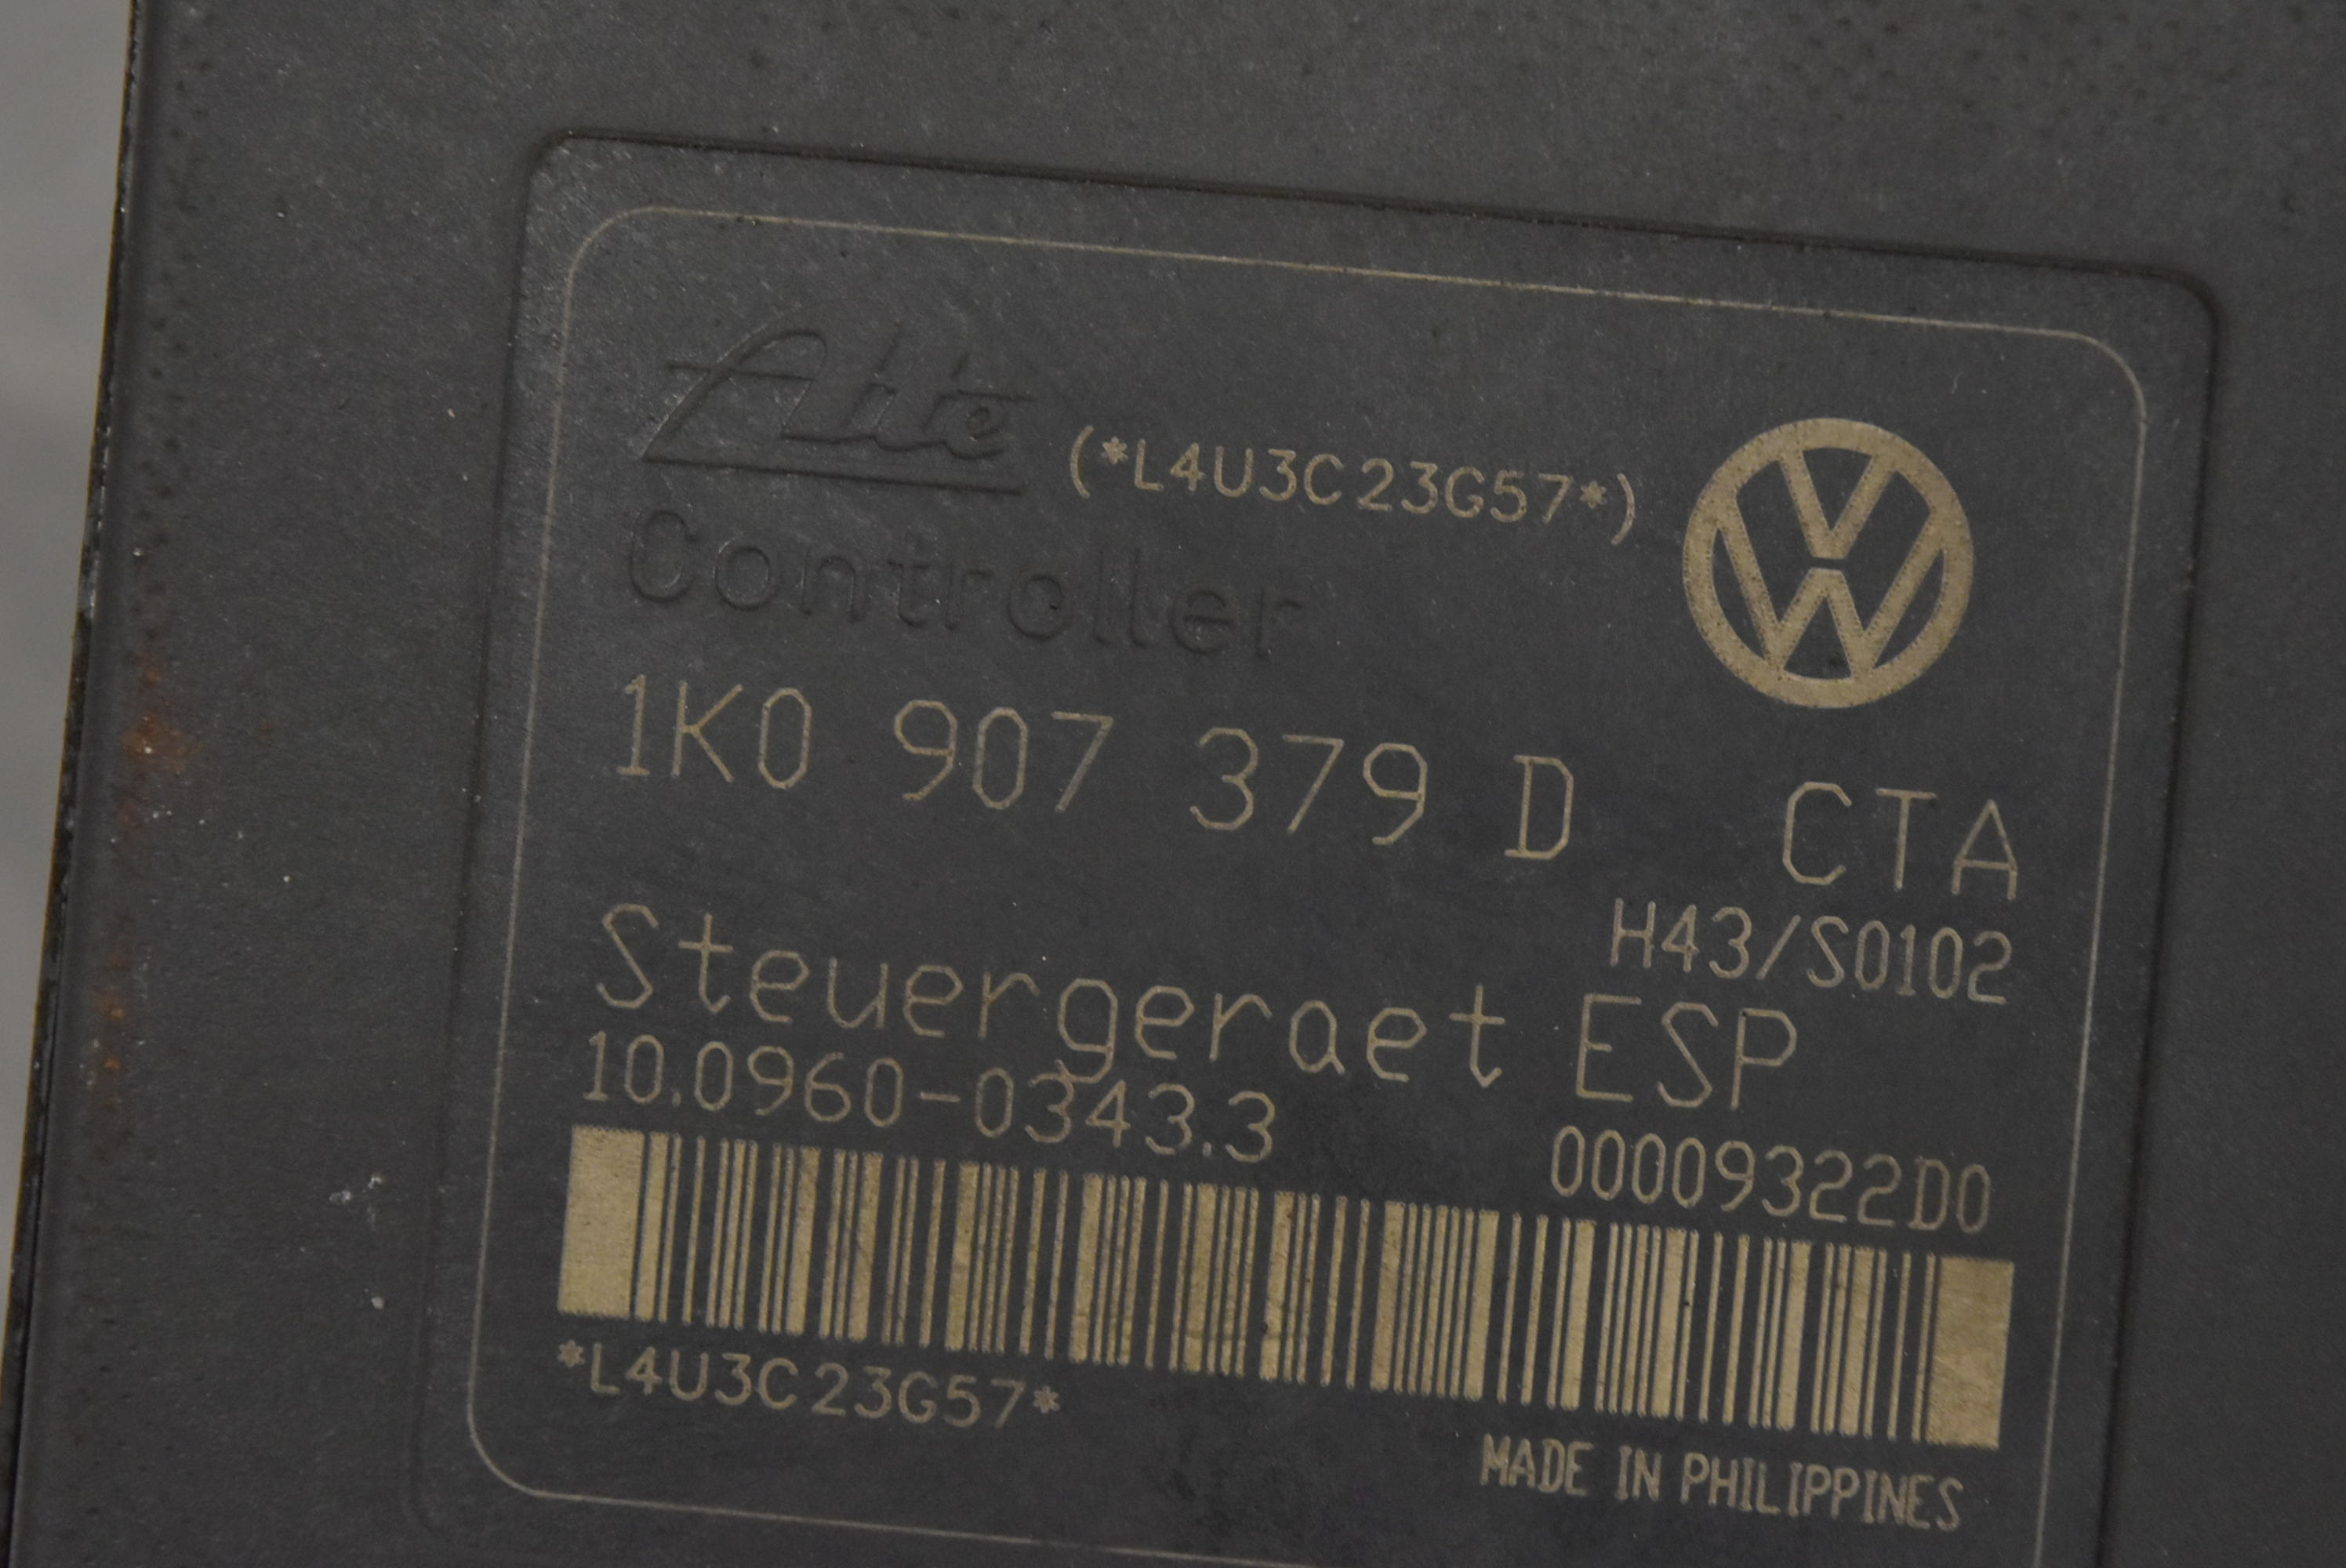 Ate (*L4U3C23G57*)
Controller
1K0 907 379 D CTA
H43/S0102
Steuergeraet ESP
10.0960-0343.3
00009322D0
*L4U3C23G57*
MADE IN PHILIPPINES